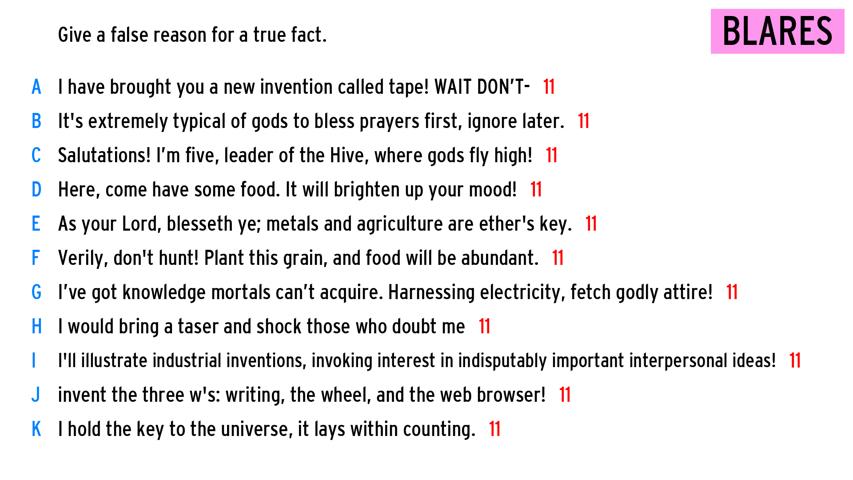 Give a false reason for a true fact.
BLARES
A I have brought you a new invention called tape! WAIT DON'T- 11
B It's extremely typical of gods to bless prayers first, ignore later. 11
C Salutations! I'm five, leader of the Hive, where gods fly high! 11
D Here, come have some food. It will brighten up your mood! 11
E As your Lord, blesseth ye; metals and agriculture are ether's key. 11
F Verily, don't hunt! Plant this grain, and food will be abundant. 11
G I've got knowledge mortals can't acquire. Harnessing electricity, fetch godly attire! 11
H I would bring a taser and shock those who doubt me 11
I I'll illustrate industrial inventions, invoking interest in indisputably important interpersonal ideas! 11
J invent the three w's: writing, the wheel, and the web browser! 11
K I hold the key to the universe, it lays within counting. 11